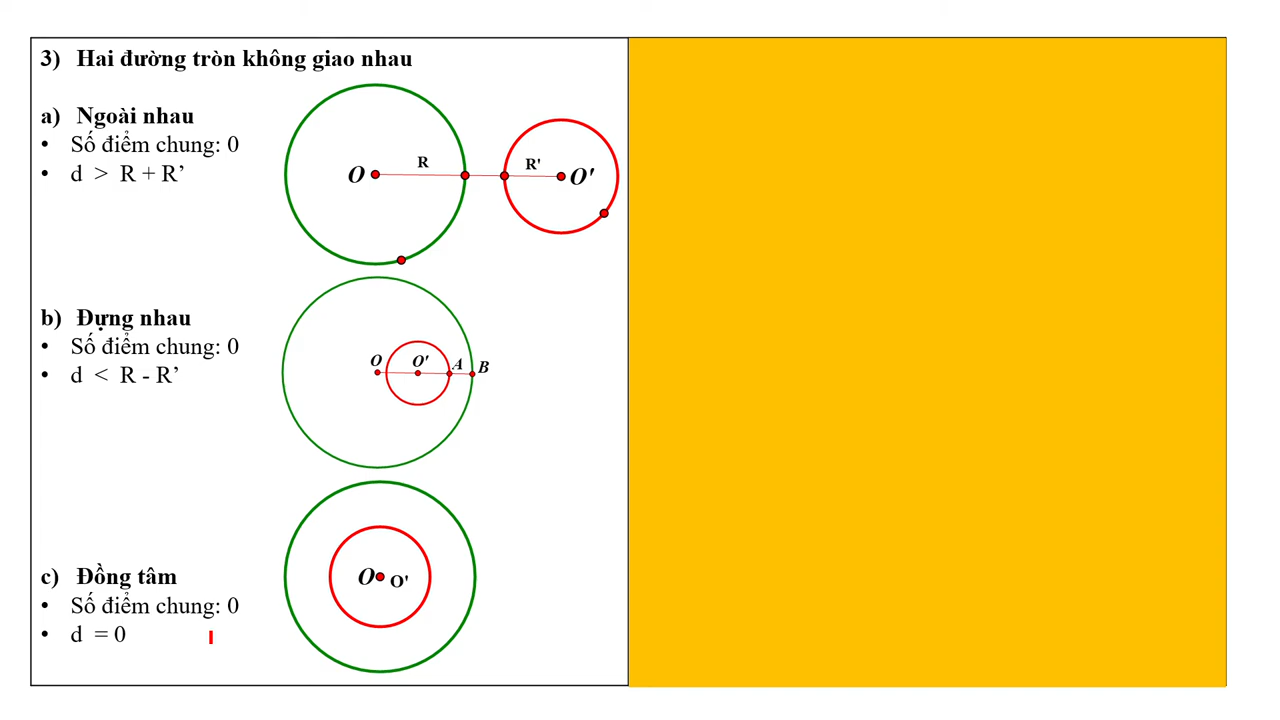 3) Hai đường tròn không giao nhau
a) Ngoài nhau
• Số điểm chung: 0
• d > R + R’
O R R' O'
b) Đựng nhau
• Số điểm chung: 0
• d < R - R’
O O' A B
c) Đồng tâm
• Số điểm chung: 0
• d = 0
O O'